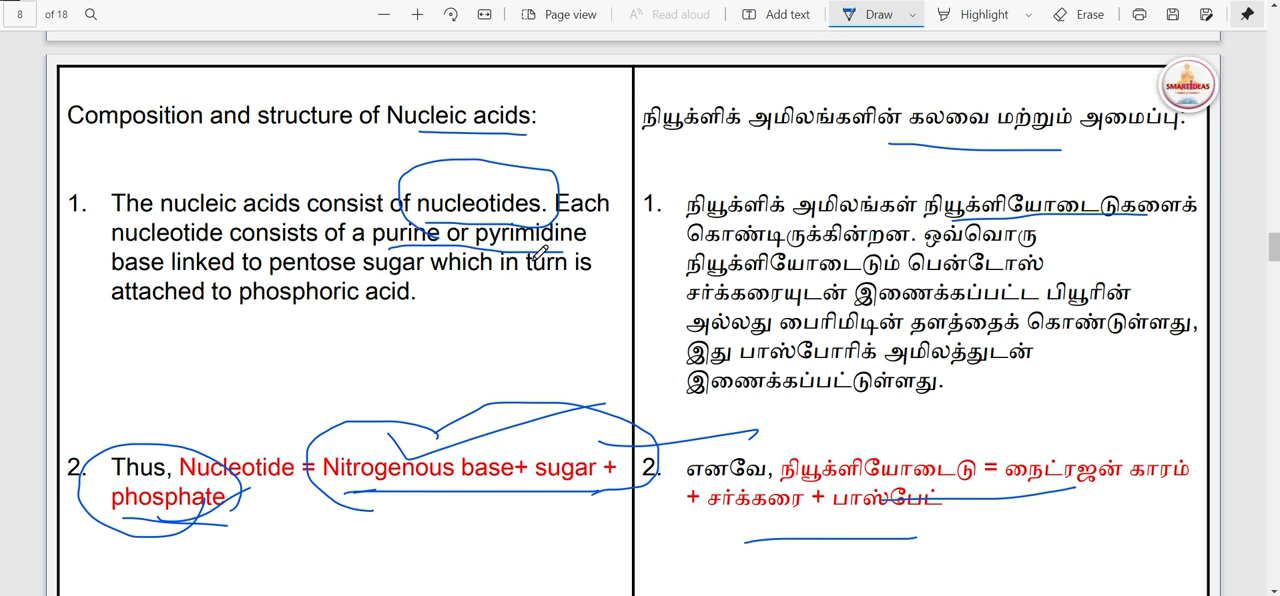 8 of 18 Page view Read aloud Add text Draw Highlight Erase
SMARTIDEAS
Composition and structure of Nucleic acids:
1. The nucleic acids consist of nucleotides. Each
nucleotide consists of a purine or pyrimidine
base linked to pentose sugar which in turn is
attached to phosphoric acid.
2. Thus, Nucleotide = Nitrogenous base+ sugar +
phosphate
நியூக்ளிக் அமிலங்களின் கலவை மற்றும் அமைப்பு:
1. நியூக்ளிக் அமிலங்கள் நியூக்ளியோடைடுகளைக்
கொண்டிருக்கின்றன. ஒவ்வொரு
நியூக்ளியோடைடும் பென்டோஸ்
சர்க்கரையுடன் இணைக்கப்பட்ட பியூரின்
அல்லது பைரிமிடின் தளத்தைக் கொண்டுள்ளது,
இது பாஸ்போரிக் அமிலத்துடன்
இணைக்கப்பட்டுள்ளது.
2. எனவே, நியூக்ளியோடைடு = நைட்ரஜன் காரம்
+ சர்க்கரை + பாஸ்பேட்